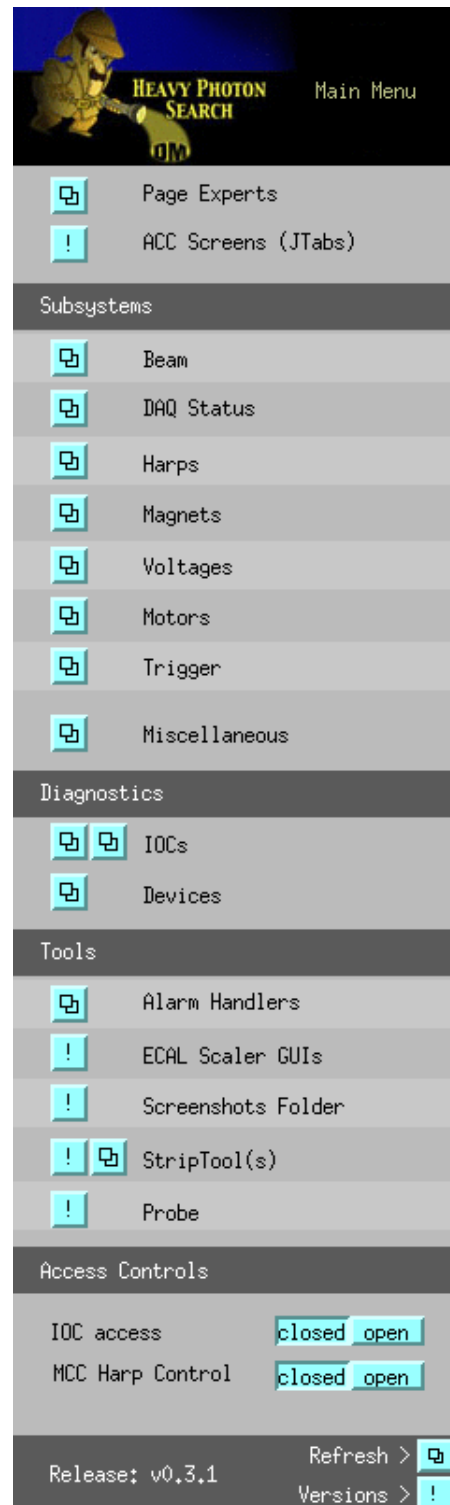 HEAVY PHOTON
SEARCH
Main Menu
OM
Page Experts
! ACC Screens (JTabs)
Subsystems
Beam
DAQ Status
Harps
Magnets
Voltages
Motors
Trigger
Miscellaneous
Diagnostics
IOCs
Devices
Tools
Alarm Handlers
! ECAL Scaler GUIs
! Screenshots Folder
! StripTool(s)
! Probe
Access Controls
IOC access closed open
MCC Harp Control closed open
Refresh >
Release: v0.3.1
Versions > !